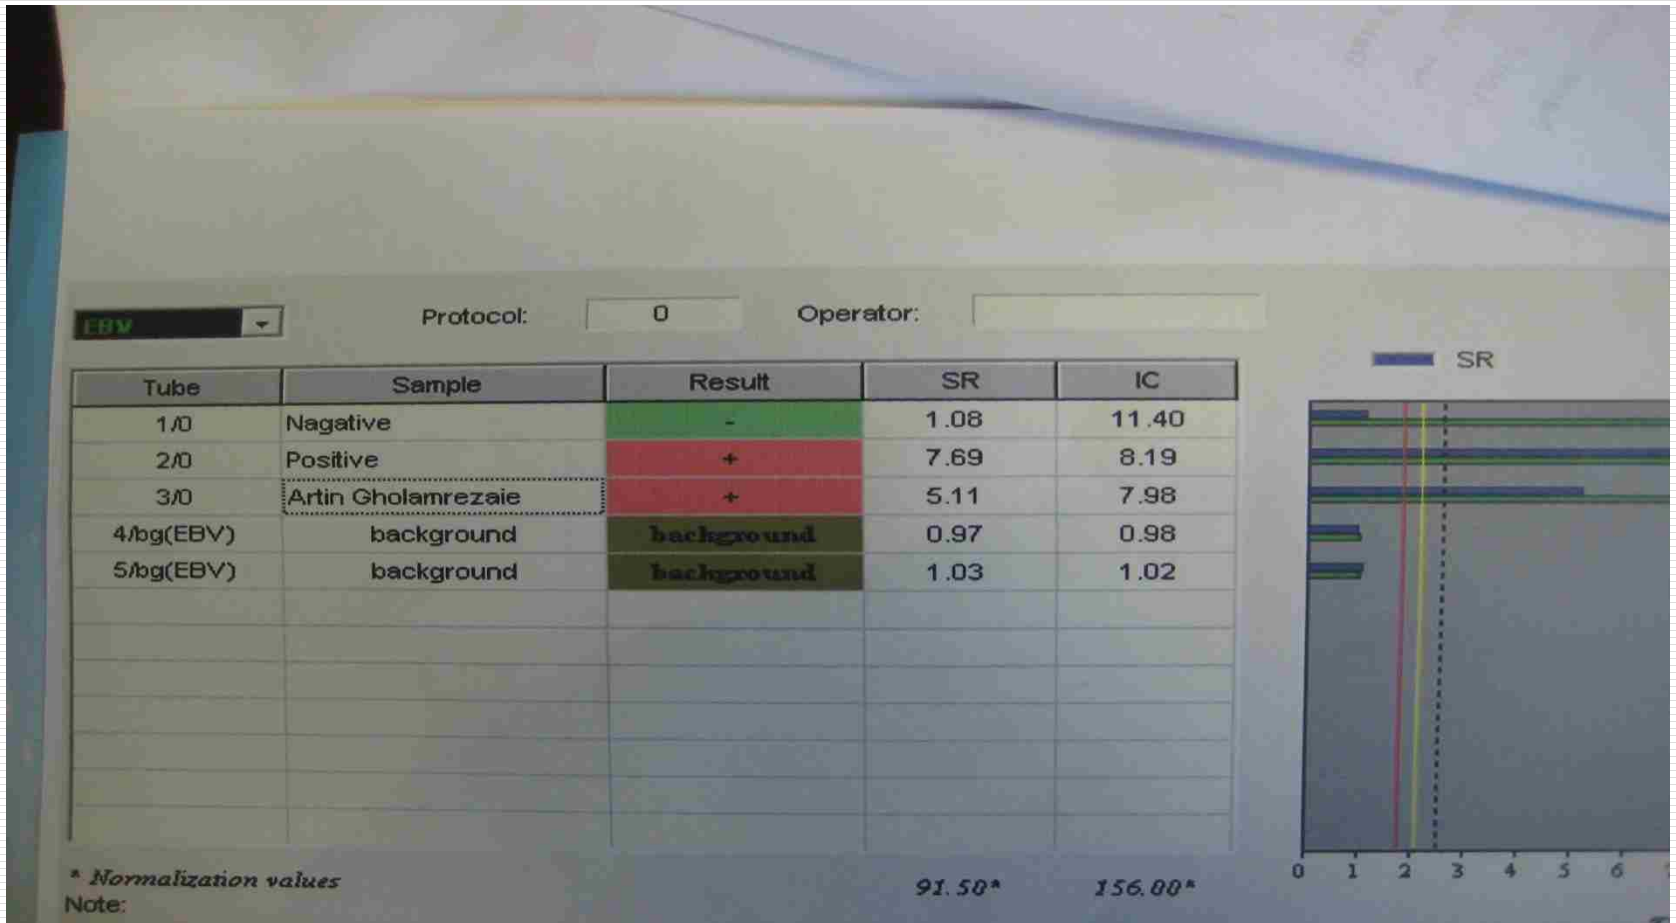 EBV Protocol: 0 Operator:
SR
Tube Sample Result SR IC
1/0 Nagative - 1.08 11.40
2/0 Positive + 7.69 8.19
3/0 Artin Gholamrezaie + 5.11 7.98
4/bg(EBV) background background 0.97 0.98
5/bg(EBV) background background 1.03 1.02
0 1 2 3 4 5 6
* Normalization values 91.50* 156.00*
Note: